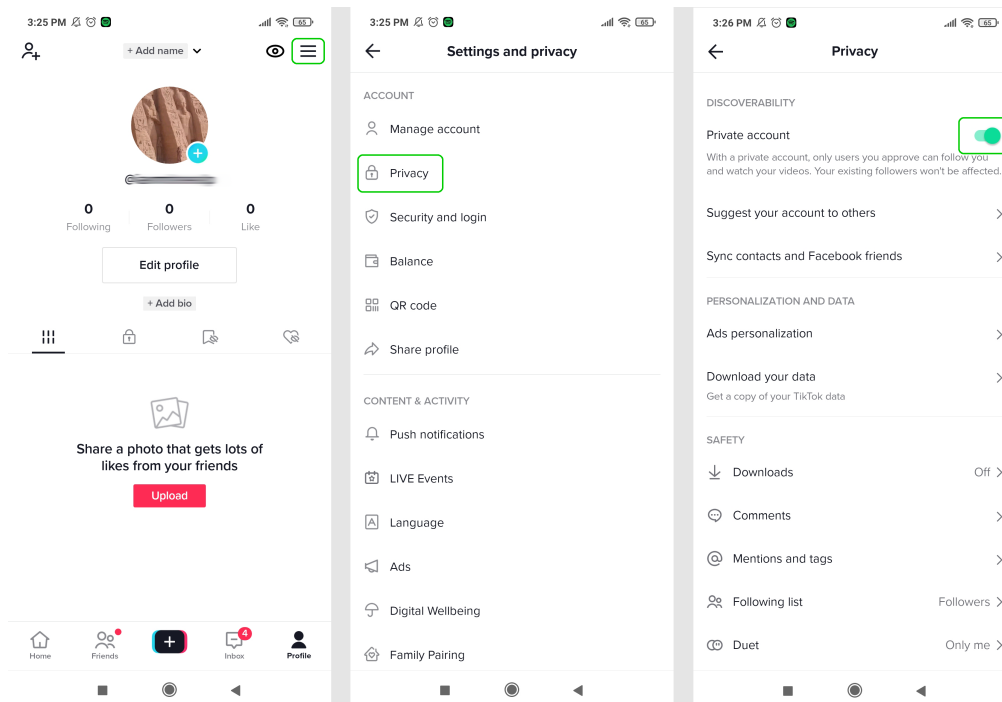 3:25 PM
65
+ Add name
0
0
0
Following
Followers
Like
Edit profile
+ Add bio
Share a photo that gets lots of
likes from your friends
Upload
Home
Friends
4
Inbox
Profile
3:25 PM
65
Settings and privacy
ACCOUNT
Manage account
Privacy
Security and login
Balance
QR code
Share profile
CONTENT & ACTIVITY
Push notifications
LIVE Events
A
Language
Ads
Digital Wellbeing
Family Pairing
3:26 PM
65
Privacy
DISCOVERABILITY
Private account
With a private account, only users you approve can follow you
and watch your videos. Your existing followers won't be affected.
Suggest your account to others
Sync contacts and Facebook friends
PERSONALIZATION AND DATA
Ads personalization
Download your data
Get a copy of your TikTok data
SAFETY
Downloads Off
Comments
Mentions and tags
Following list Followers
Duet Only me